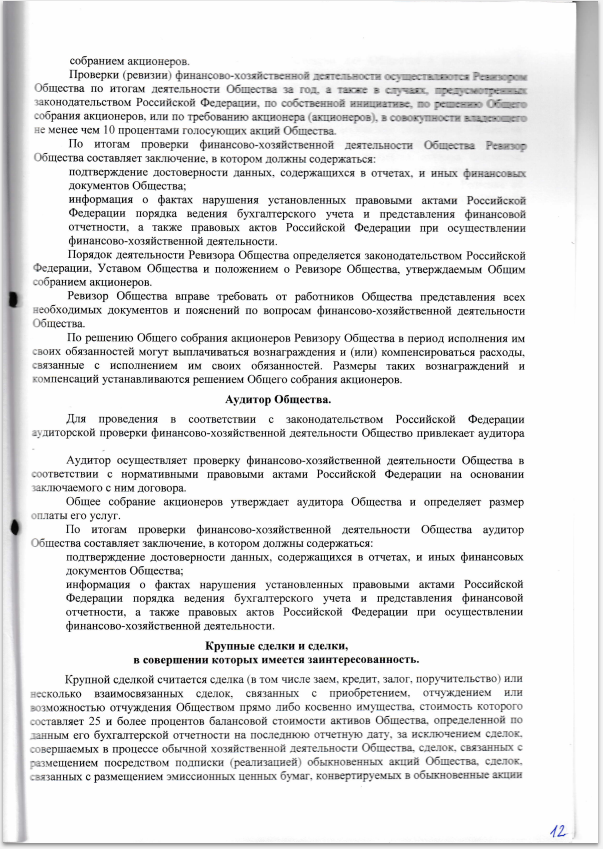 собранием акционеров.
Проверки (ревизии) финансово-хозяйственной деятельности осуществляются Ревизором
Общества по итогам деятельности Общества за год, а также в случаях, предусмотренных
законодательством Российской Федерации, по собственной инициативе, по решению Общего
собрания акционеров, или по требованию акционера (акционеров), в совокупности владеющего
не менее чем 10 процентами голосующих акций Общества.
По итогам проверки финансово-хозяйственной деятельности Общества Ревизор
Общества составляет заключение, в котором должны содержаться:
подтверждение достоверности данных, содержащихся в отчетах, и иных финансовых
документов Общества;
информация о фактах нарушения установленных правовыми актами Российской
Федерации порядка ведения бухгалтерского учета и представления финансовой
отчетности, а также правовых актов Российской Федерации при осуществлении
финансово-хозяйственной деятельности.
Порядок деятельности Ревизора Общества определяется законодательством Российской
Федерации, Уставом Общества и положением о Ревизоре Общества, утверждаемым Общим
собранием акционеров.
Ревизор Общества вправе требовать от работников Общества представления всех
необходимых документов и пояснений по вопросам финансово-хозяйственной деятельности
Общества.
По решению Общего собрания акционеров Ревизору Общества в период исполнения им
своих обязанностей могут выплачиваться вознаграждения и (или) компенсироваться расходы,
связанные с исполнением им своих обязанностей. Размеры таких вознаграждений и
компенсаций устанавливаются решением Общего собрания акционеров.
Аудитор Общества.
Для проведения в соответствии с законодательством Российской Федерации
аудиторской проверки финансово-хозяйственной деятельности Общество привлекает аудитора
Аудитор осуществляет проверку финансово-хозяйственной деятельности Общества в
соответствии с нормативными правовыми актами Российской Федерации на основании
заключаемого с ним договора.
Общее собрание акционеров утверждает аудитора Общества и определяет размер
оплаты его услуг.
По итогам проверки финансово-хозяйственной деятельности Общества аудитор
Общества составляет заключение, в котором должны содержаться:
подтверждение достоверности данных, содержащихся в отчетах, и иных финансовых
документов Общества;
информация о фактах нарушения установленных правовыми актами Российской
Федерации порядка ведения бухгалтерского учета и представления финансовой
отчетности, а также правовых актов Российской Федерации при осуществлении
финансово-хозяйственной деятельности.
Крупные сделки и сделки,
в совершении которых имеется заинтересованность.
Крупной сделкой считается сделка (в том числе заем, кредит, залог, поручительство) или
несколько взаимосвязанных сделок, связанных с приобретением, отчуждением или
возможностью отчуждения Обществом прямо либо косвенно имущества, стоимость которого
составляет 25 и более процентов балансовой стоимости активов Общества, определенной по
данным его бухгалтерской отчетности на последнюю отчетную дату, за исключением сделок,
совершаемых в процессе обычной хозяйственной деятельности Общества, сделок, связанных с
размещением посредством подписки (реализацией) обыкновенных акций Общества, сделок,
связанных с размещением эмиссионных ценных бумаг, конвертируемых в обыкновенные акции
12